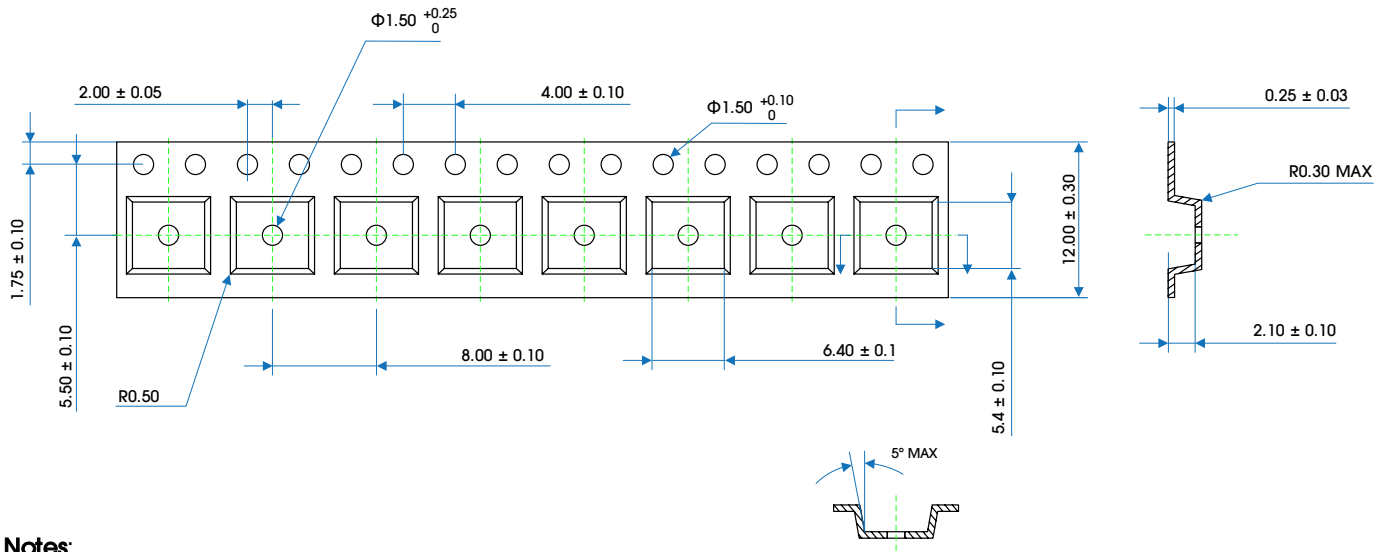 Φ1.50 +0.25
0
2.00 ± 0.05
4.00 ± 0.10
Φ1.50 +0.10
0
0.25 ± 0.03
R0.30 MAX
12.00 ± 0.30
1.75 ± 0.10
5.50 ± 0.10
2.10 ± 0.10
8.00 ± 0.10
6.40 ± 0.1
5.4 ± 0.10
R0.50
5° MAX
Notes: